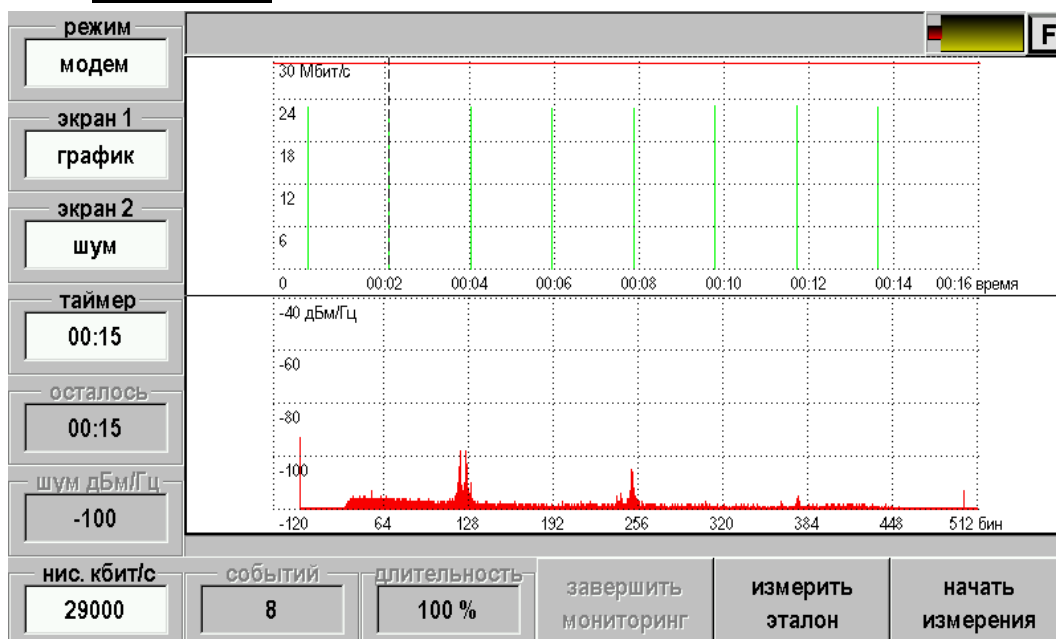 режим
модем
F
экран 1
график
экран 2
шум
таймер
00:15
осталось
00:15
шум дБм/Гц
-100
30 Мбит/с
24
18
12
6
0 00:02 00:04 00:06 00:08 00:10 00:12 00:14 00:16 время
-40 дБм/Гц
-60
-80
-100
-120 64 128 192 256 320 384 448 512 бин
нис. кбит/с
29000
событий
8
длительность
100 %
завершить
мониторинг
измерить
эталон
начать
измерения